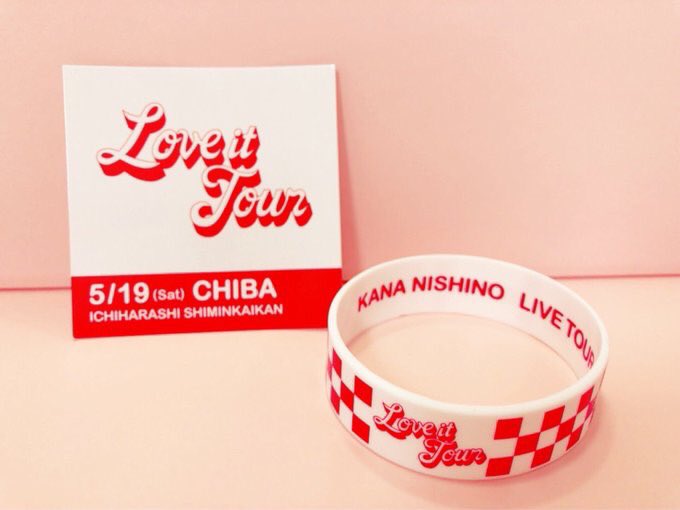 Love it
Tour
5/19 (Sat) CHIBA
ICHIHARASHI SHIMINKAIKAN
KANA NISHINO LIVE TOUR
Love it
Tour